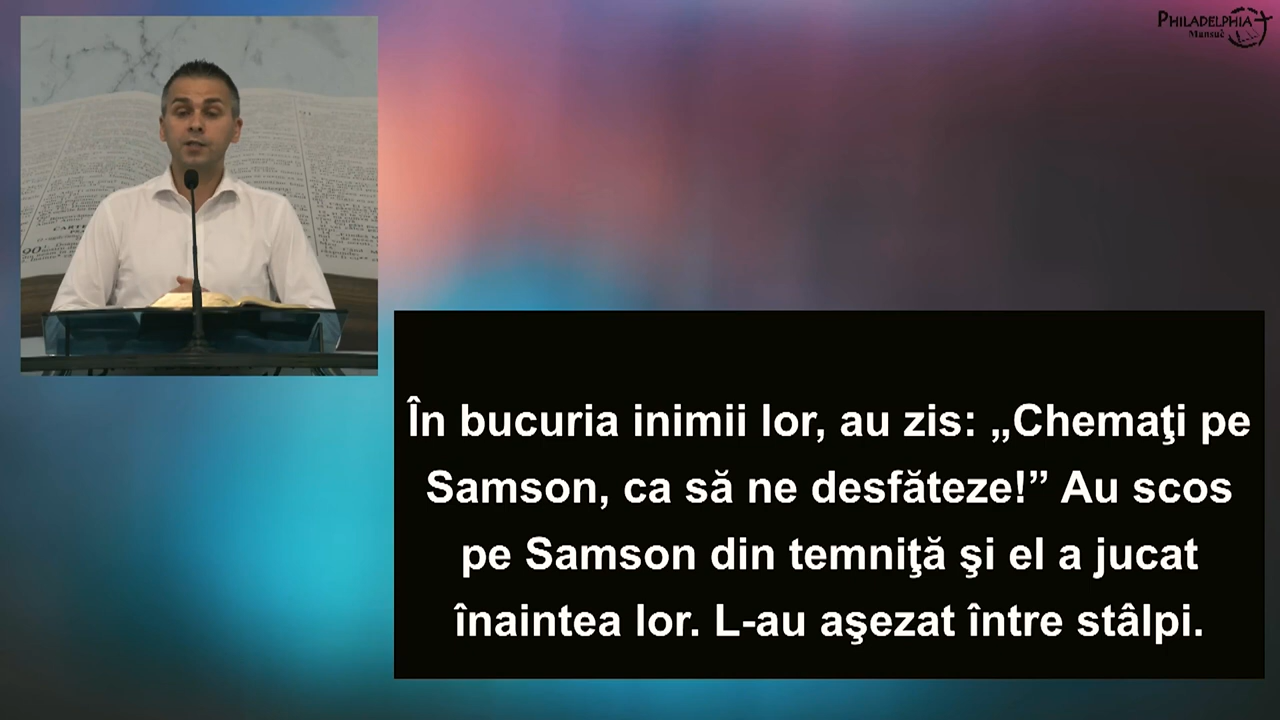 PHILADELPHIA
Mansuè
În bucuria inimii lor, au zis: „Chemaţi pe
Samson, ca să ne desfăteze!” Au scos
pe Samson din temniţă şi el a jucat
înaintea lor. L-au aşezat între stâlpi.